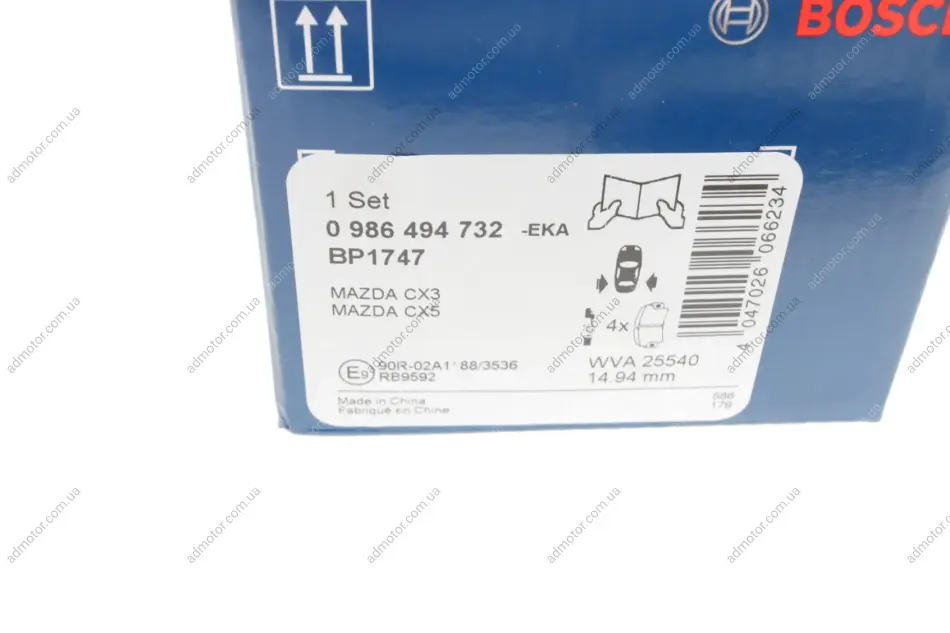 BOSCH
1 Set
0 986 494 732 -EKA
BP1747
MAZDA CX3
MAZDA CX5
4x
4 047026 066234
E9 90R-02A1*88/3536
RB9592
WVA 25540
14.94 mm
Made in China
Fabriqué en Chine
586
179
admotor.com.ua